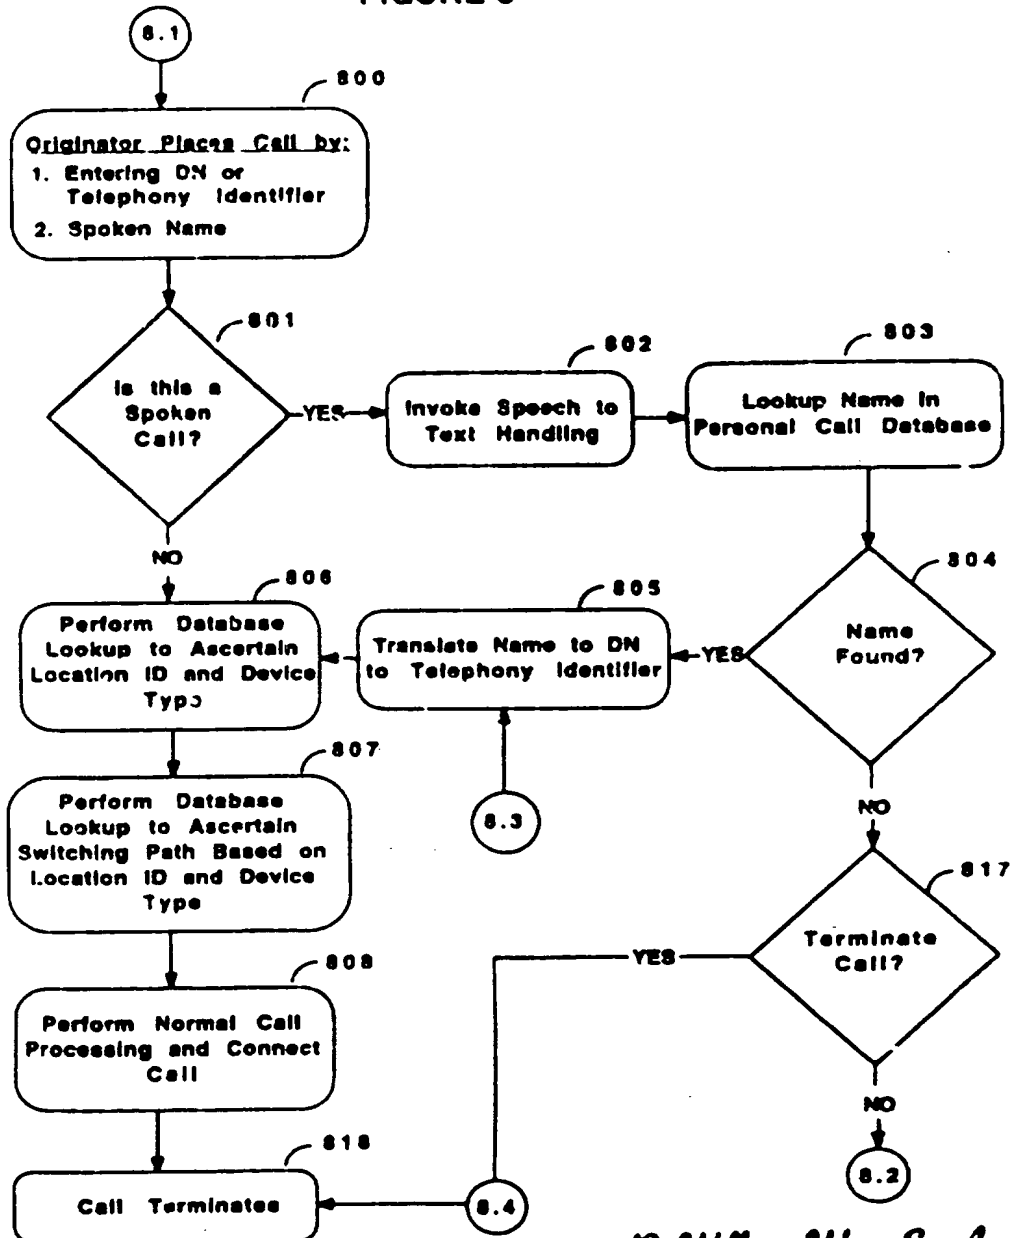 8.1
800
Originator Places Call by:
1. Entering DN or
Telephony Identifier
2. Spoken Name
801
Is this a
Spoken
Call?
YES
802
Invoke Speech to
Text Handling
803
Lookup Name in
Personal Call Database
NO
804
Name
Found?
YES
805
Translate Name to DN
to Telephony Identifier
806
Perform Database
Lookup to Ascertain
Location ID and Device
Type
807
Perform Database
Lookup to Ascertain
Switching Path Based on
Location ID and Device
Type
8.3
NO
817
Terminate
Call?
YES
808
Perform Normal Call
Processing and Connect
Call
NO
818
Call Terminates
8.4
8.2